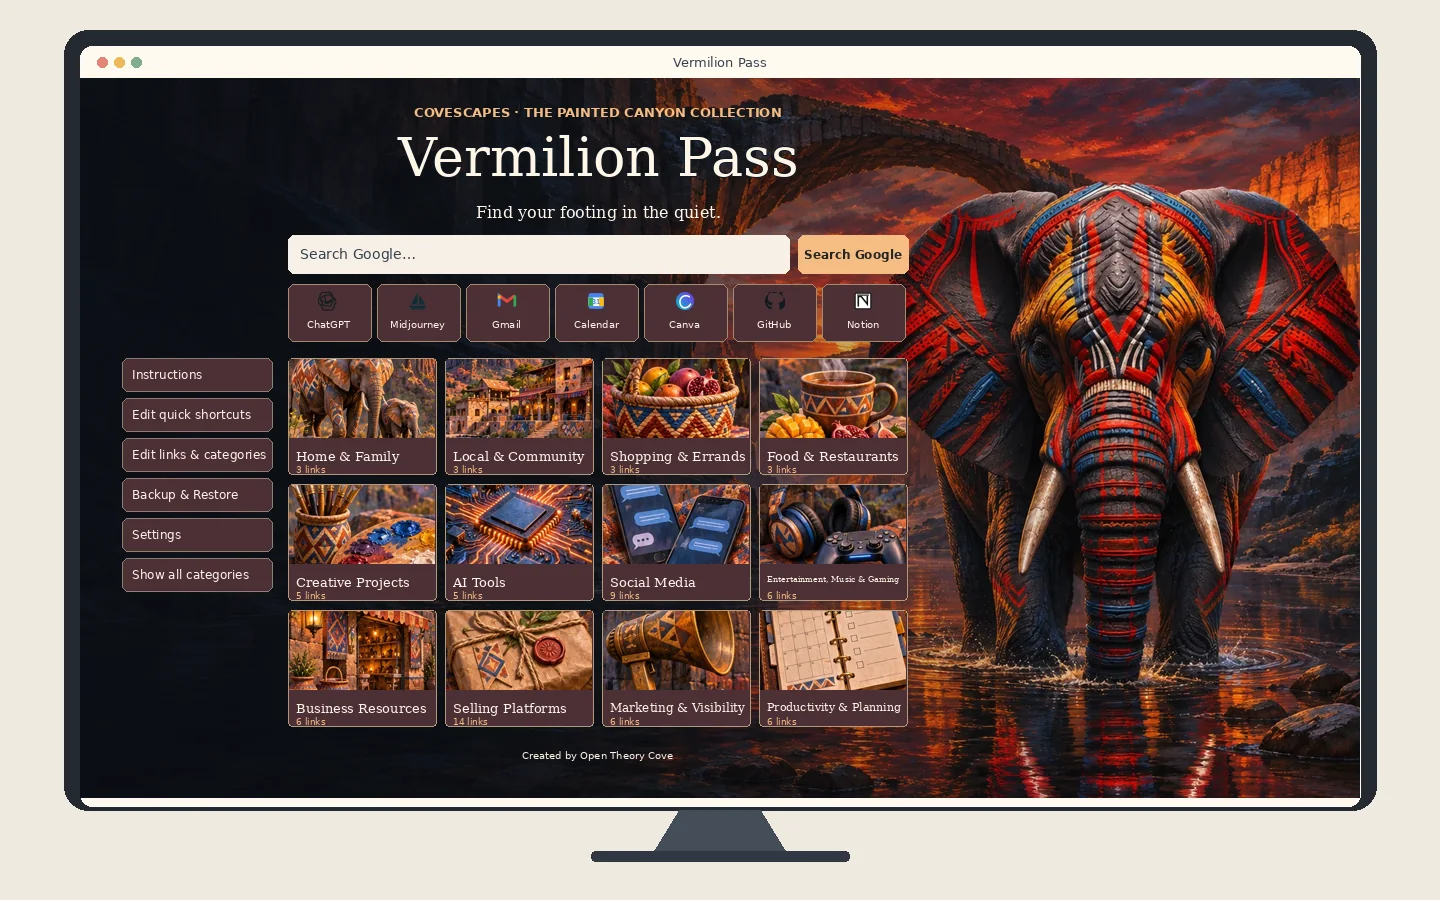 Vermilion Pass
COVESCAPES · THE PAINTED CANYON COLLECTION
Vermilion Pass
Find your footing in the quiet.
Search Google...
Search Google
ChatGPT
Midjourney
Gmail
31
Calendar
Canva
GitHub
Notion
Instructions
Edit quick shortcuts
Edit links & categories
Backup & Restore
Settings
Show all categories
Home & Family
3 links
Local & Community
3 links
Shopping & Errands
3 links
Food & Restaurants
3 links
Creative Projects
5 links
AI Tools
5 links
Social Media
9 links
Entertainment, Music & Gaming
6 links
Business Resources
6 links
Selling Platforms
14 links
Marketing & Visibility
6 links
Productivity & Planning
6 links
Created by Open Theory Cove